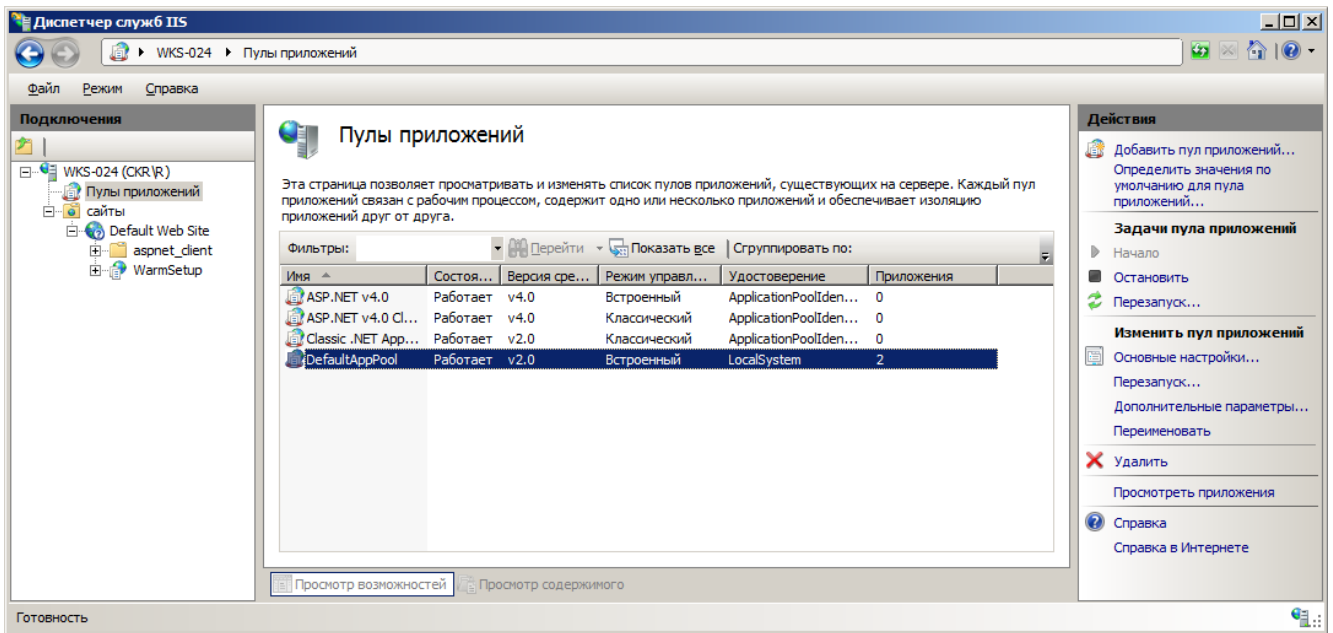 Диспетчер служб IIS
WKS-024 Пулы приложений
Файл Режим Справка
Подключения
WKS-024 (CKR\R)
Пулы приложений
сайты
Default Web Site
aspnet_client
WarmSetup
Пулы приложений
Эта страница позволяет просматривать и изменять список пулов приложений, существующих на сервере. Каждый пул
приложений связан с рабочим процессом, содержит одно или несколько приложений и обеспечивает изоляцию
приложений друг от друга.
Фильтры: Перейти Показать все Сгруппировать по:
Имя Состоя... Версия сре... Режим управл... Удостоверение Приложения
ASP.NET v4.0 Работает v4.0 Встроенный ApplicationPoolIden... 0
ASP.NET v4.0 Cl... Работает v4.0 Классический ApplicationPoolIden... 0
Classic .NET App... Работает v2.0 Классический ApplicationPoolIden... 0
DefaultAppPool Работает v2.0 Встроенный LocalSystem 2
Просмотр возможностей Просмотр содержимого
Действия
Добавить пул приложений...
Определить значения по
умолчанию для пула
приложений...
Задачи пула приложений
Начало
Остановить
Перезапуск...
Изменить пул приложений
Основные настройки...
Перезапуск...
Дополнительные параметры...
Переименовать
Удалить
Просмотреть приложения
Справка
Справка в Интернете
Готовность